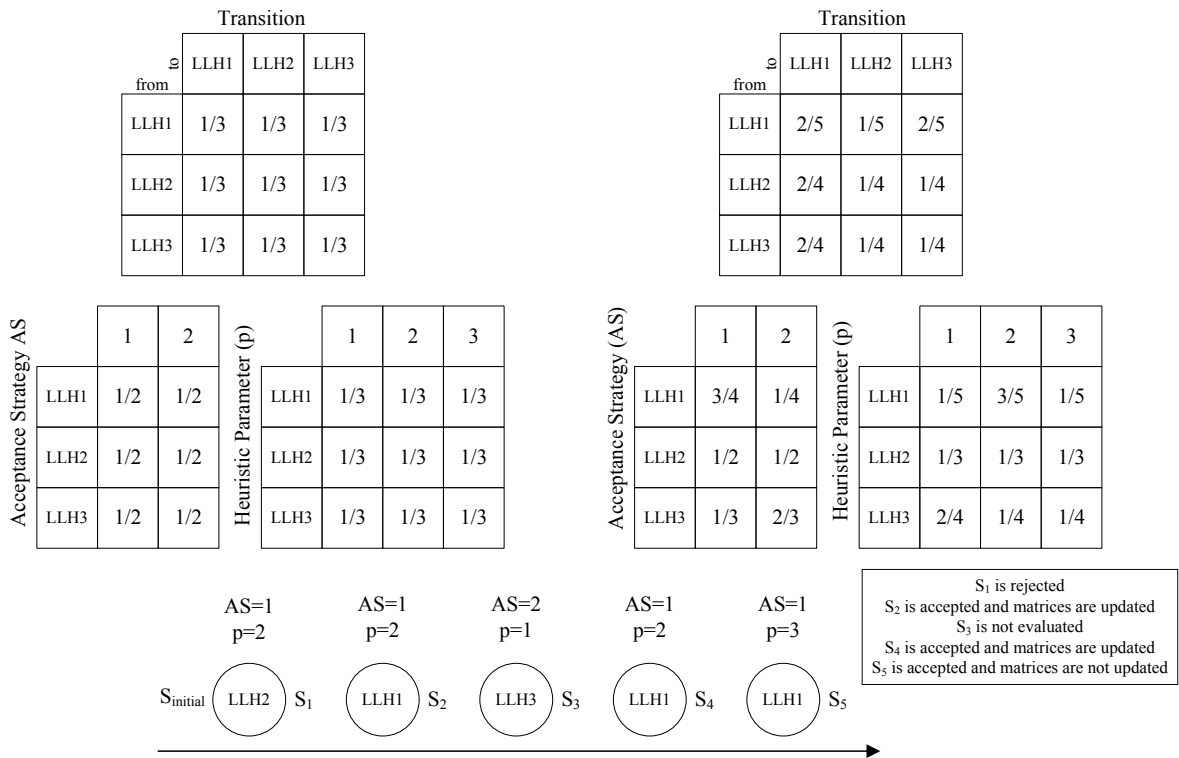 Transition
to LLH1 LLH2 LLH3
from
LLH1 1/3 1/3 1/3
LLH2 1/3 1/3 1/3
LLH3 1/3 1/3 1/3
Transition
to LLH1 LLH2 LLH3
from
LLH1 2/5 1/5 2/5
LLH2 2/4 1/4 1/4
LLH3 2/4 1/4 1/4
Acceptance Strategy AS
1 2
LLH1 1/2 1/2
LLH2 1/2 1/2
LLH3 1/2 1/2
Heuristic Parameter (p)
1 2 3
LLH1 1/3 1/3 1/3
LLH2 1/3 1/3 1/3
LLH3 1/3 1/3 1/3
Acceptance Strategy (AS)
1 2
LLH1 3/4 1/4
LLH2 1/2 1/2
LLH3 1/3 2/3
Heuristic Parameter (p)
1 2 3
LLH1 1/5 3/5 1/5
LLH2 1/3 1/3 1/3
LLH3 2/4 1/4 1/4
AS=1 AS=1 AS=2 AS=1 AS=1
p=2 p=2 p=1 p=2 p=3
Sinitial LLH2 S1 LLH1 S2 LLH3 S3 LLH1 S4 LLH1 S5
S1 is rejected
S2 is accepted and matrices are updated
S3 is not evaluated
S4 is accepted and matrices are updated
S5 is accepted and matrices are not updated